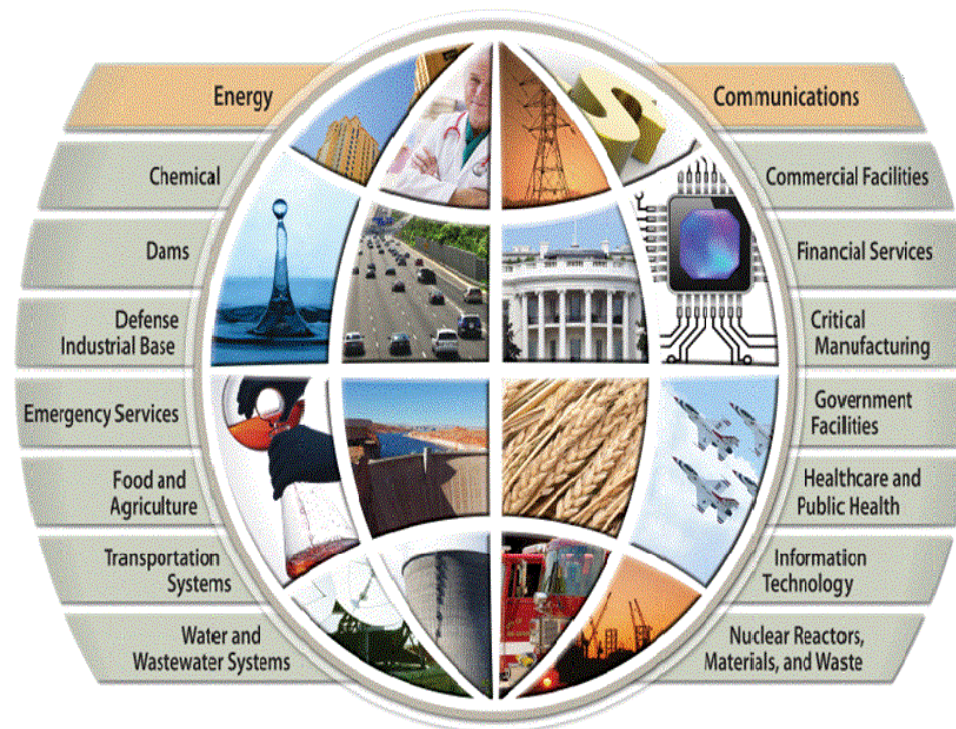 Energy
Chemical
Dams
Defense
Industrial Base
Emergency Services
Food and
Agriculture
Transportation
Systems
Water and
Wastewater Systems
Communications
Commercial Facilities
Financial Services
Critical
Manufacturing
Government
Facilities
Healthcare and
Public Health
Information
Technology
Nuclear Reactors,
Materials, and Waste